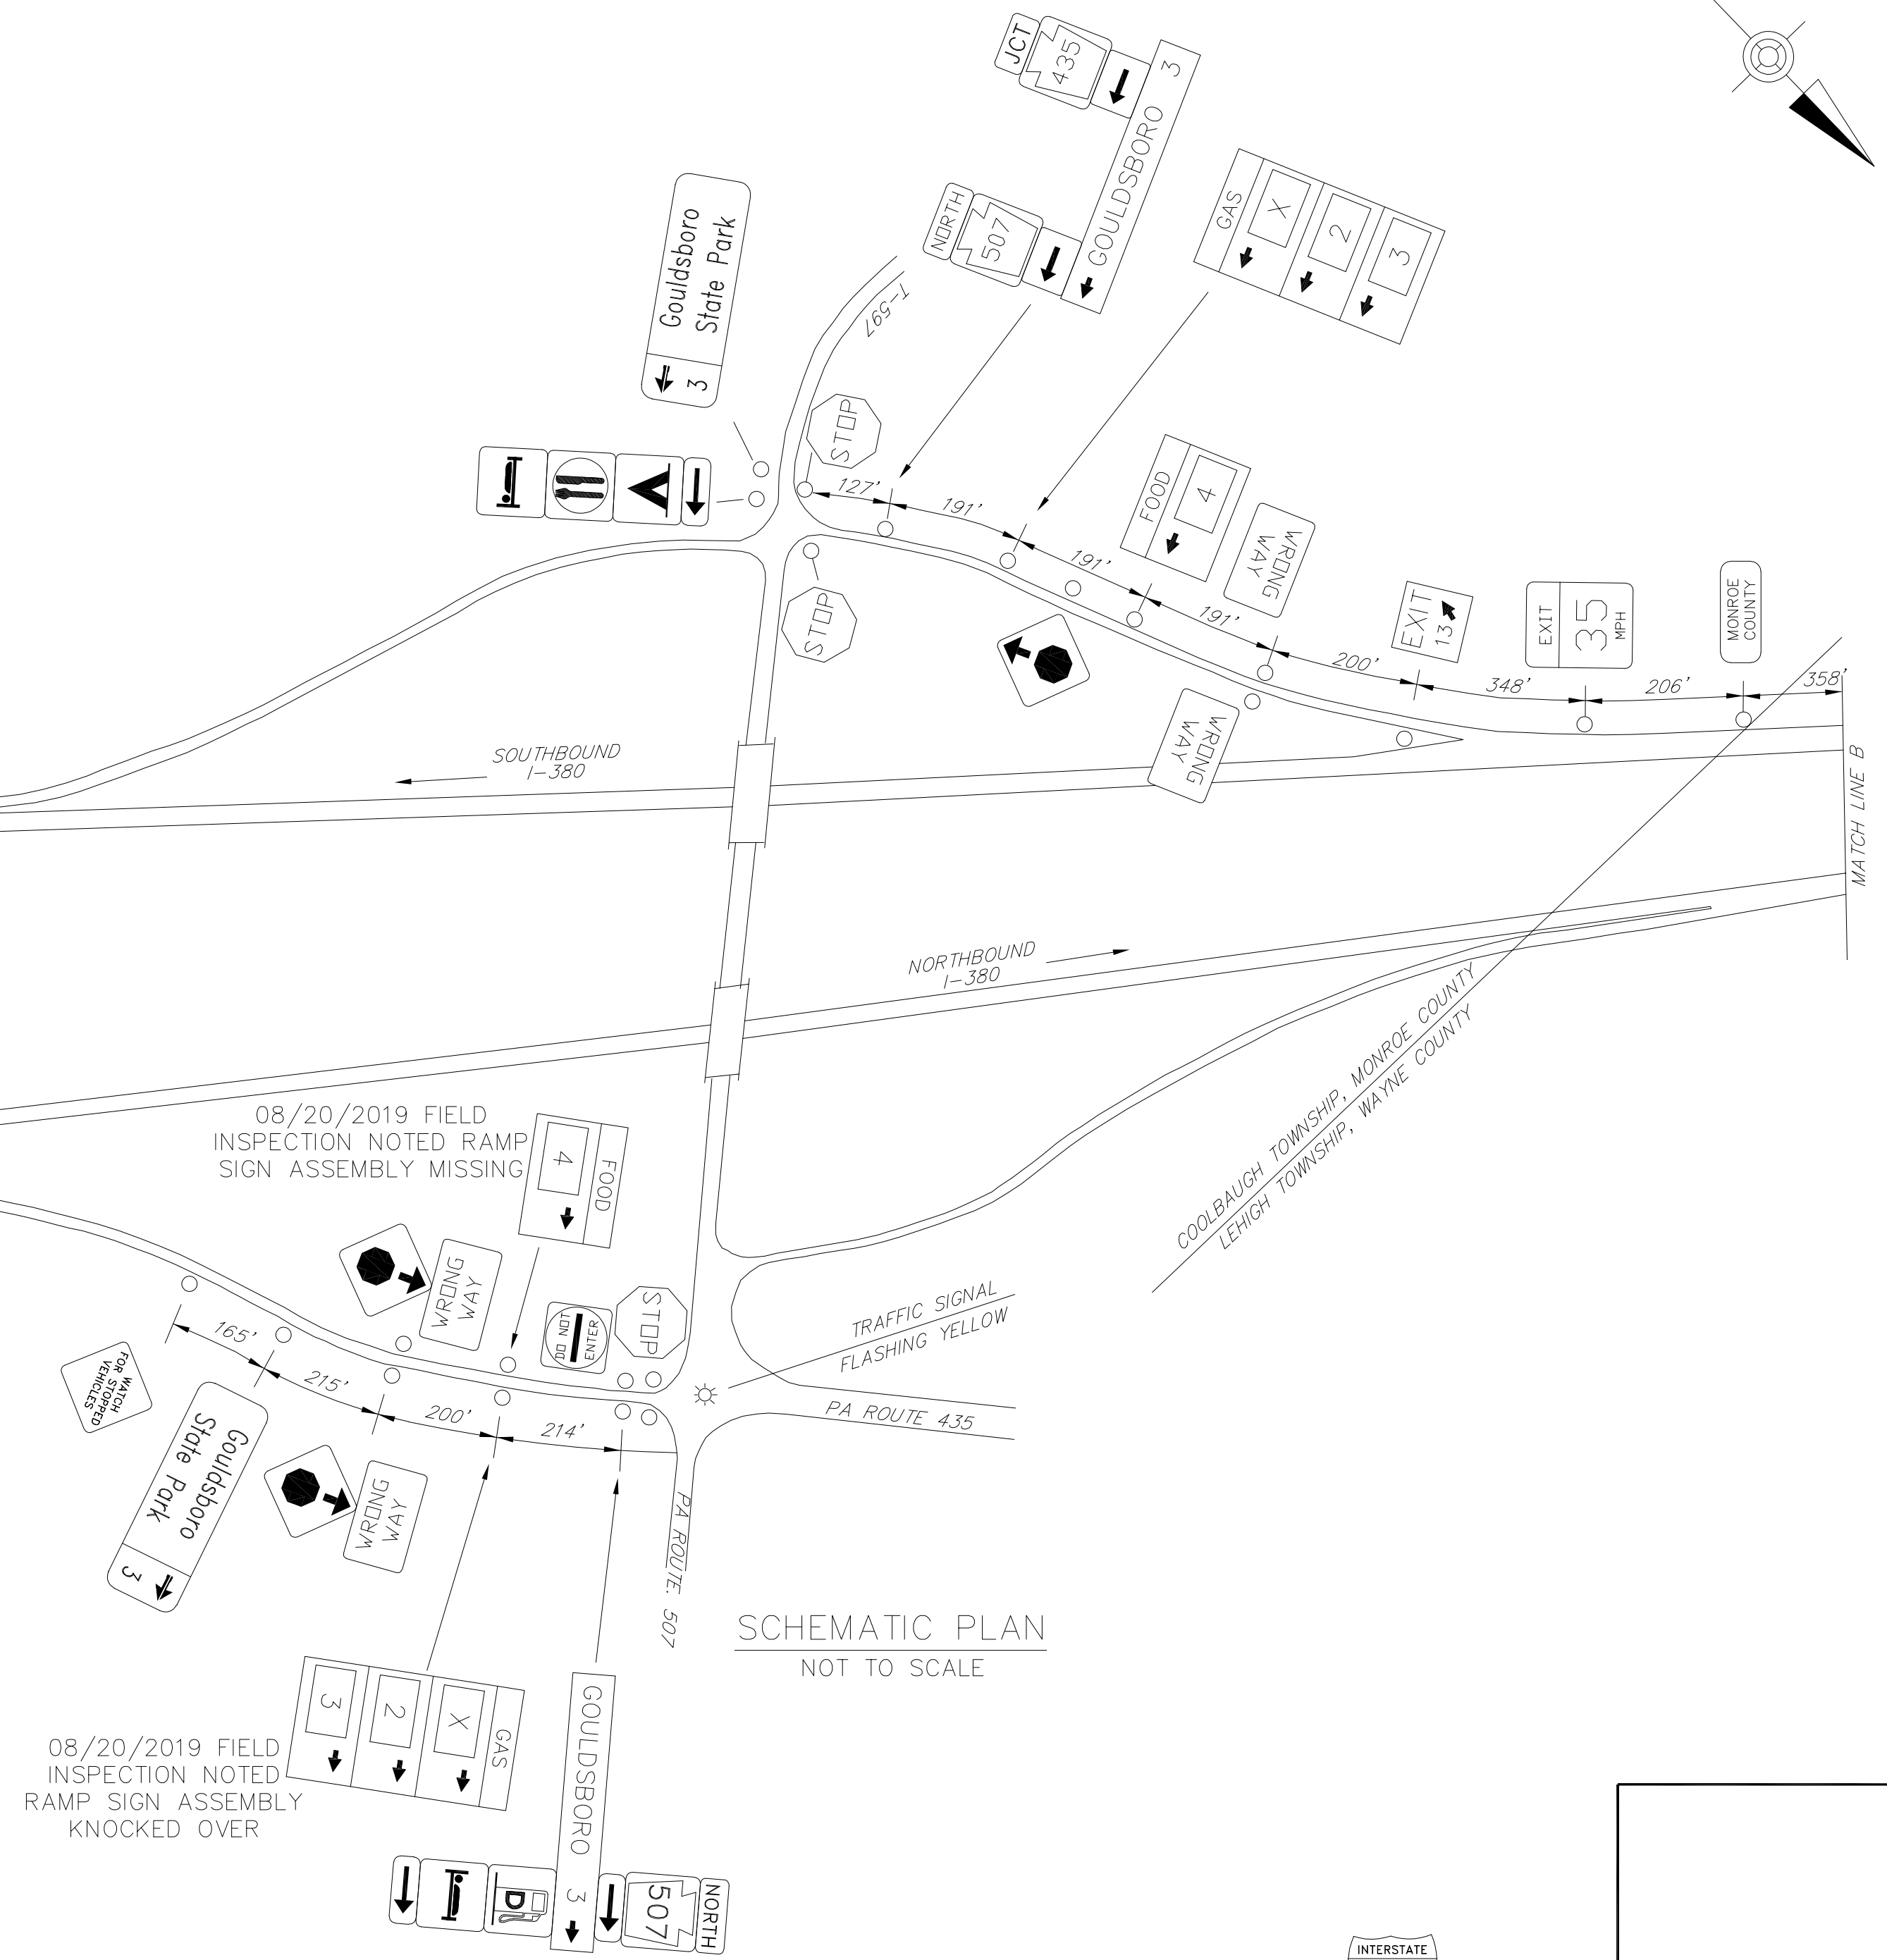 JCT
435
GOULDSBORO 3
NORTH
507
GAS
X
2
3
Gouldsboro
State Park
3
T-597
STOP
127'
191'
191'
191'
200'
348'
206'
358'
FOOD
4
WRONG
WAY
EXIT
13
EXIT
35
MPH
MONROE
COUNTY
STOP
WRONG
WAY
SOUTHBOUND
I-380
MATCH LINE B
NORTHBOUND
I-380
COOLBAUGH TOWNSHIP, MONROE COUNTY
LEHIGH TOWNSHIP, WAYNE COUNTY
08/20/2019 FIELD
INSPECTION NOTED RAMP
SIGN ASSEMBLY MISSING
FOOD
4
WRONG
WAY
DO NOT
ENTER
STOP
TRAFFIC SIGNAL
FLASHING YELLOW
PA ROUTE 435
165'
215'
200'
214'
WATCH
FOR STOPPED
VEHICLES
Gouldsboro
State Park
3
WRONG
WAY
PA ROUTE. 507
SCHEMATIC PLAN
NOT TO SCALE
GAS
X
2
3
08/20/2019 FIELD
INSPECTION NOTED
RAMP SIGN ASSEMBLY
KNOCKED OVER
GOULDSBORO 3
D
NORTH
507
INTERSTATE